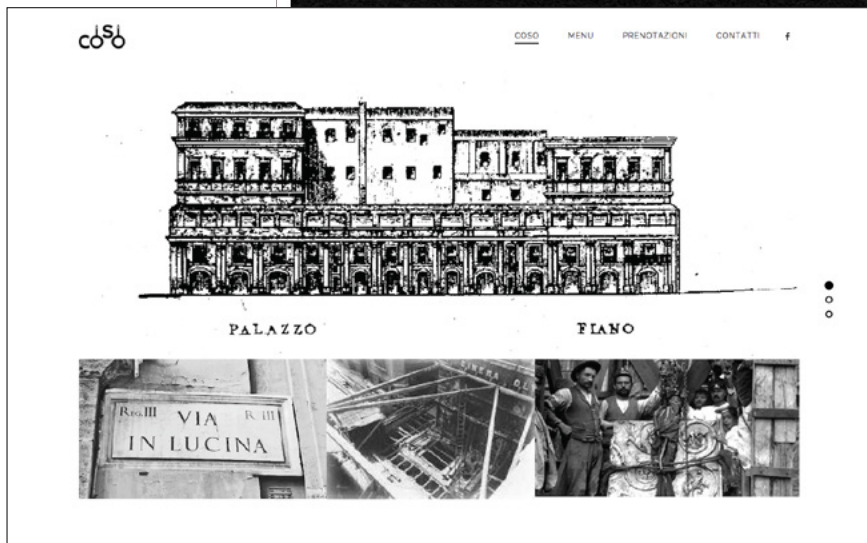 COSO
COSO MENU PRENOTAZIONI CONTATTI f
PALAZZO FIANO
REG. III VIA R III
IN LUCINA